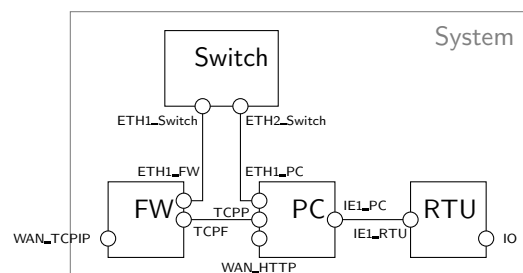 System
Switch
ETH1_Switch
ETH2_Switch
ETH1_FW
ETH1_PC
FW
TCPP
PC
IE1_PC
RTU
TCPF
IE1_RTU
WAN_TCPIP
IO
WAN_HTTP